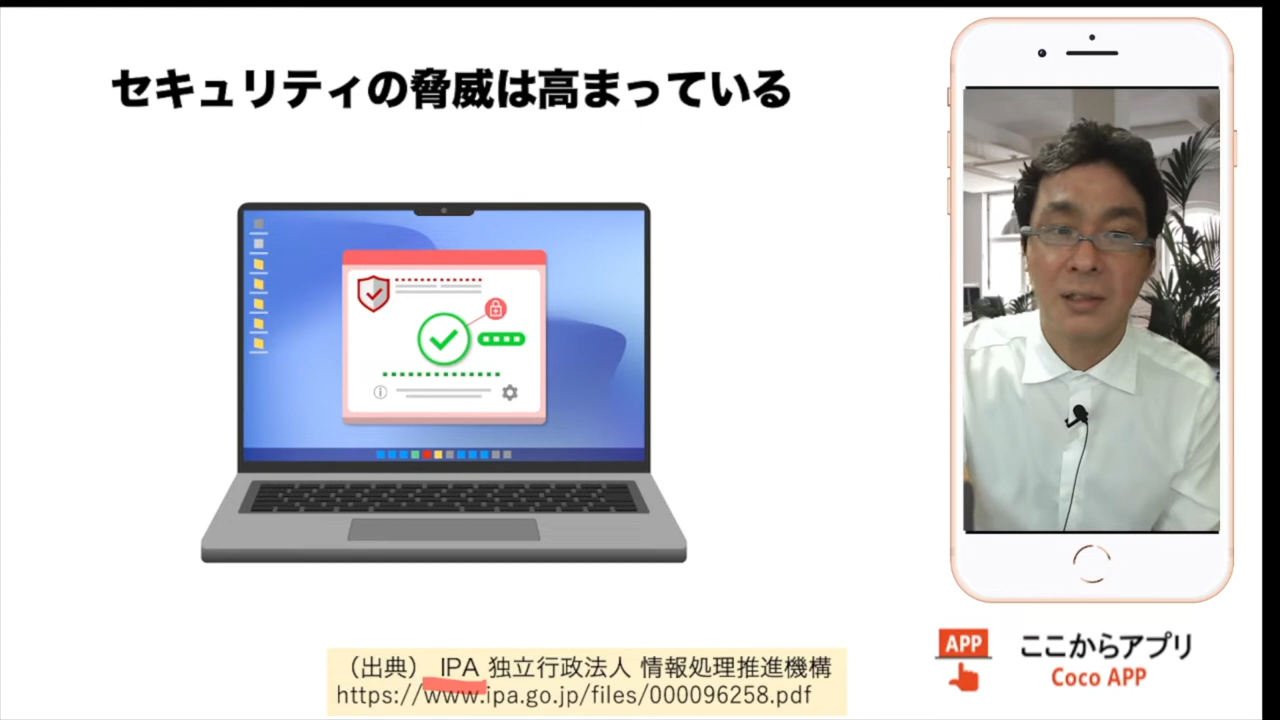 セキュリティの脅威は高まっている
（出典） IPA 独立行政法人 情報処理推進機構
https://www.ipa.go.jp/files/000096258.pdf
APP
ここからアプリ
Coco APP